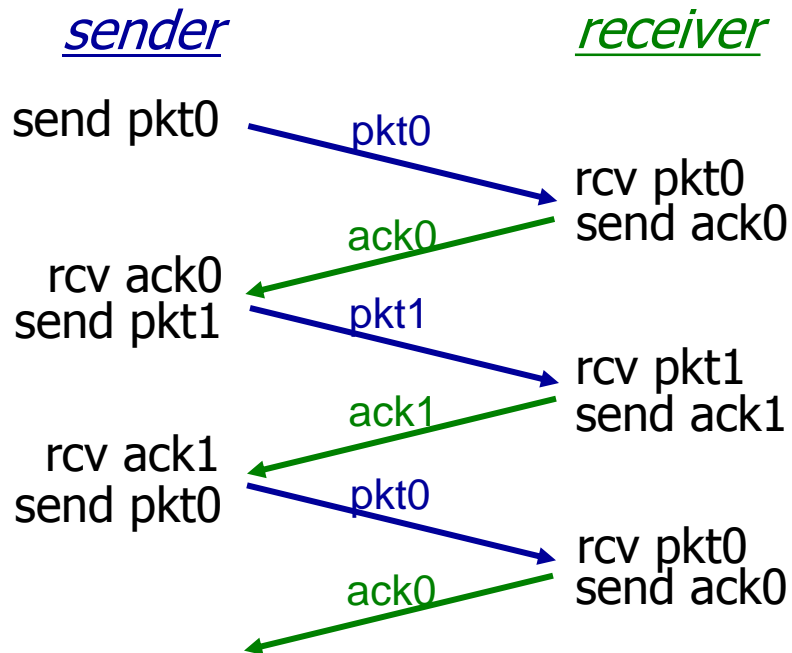 sender
receiver
send pkt0
pkt0
rcv pkt0
send ack0
ack0
rcv ack0
send pkt1
pkt1
rcv pkt1
send ack1
ack1
rcv ack1
send pkt0
pkt0
rcv pkt0
send ack0
ack0